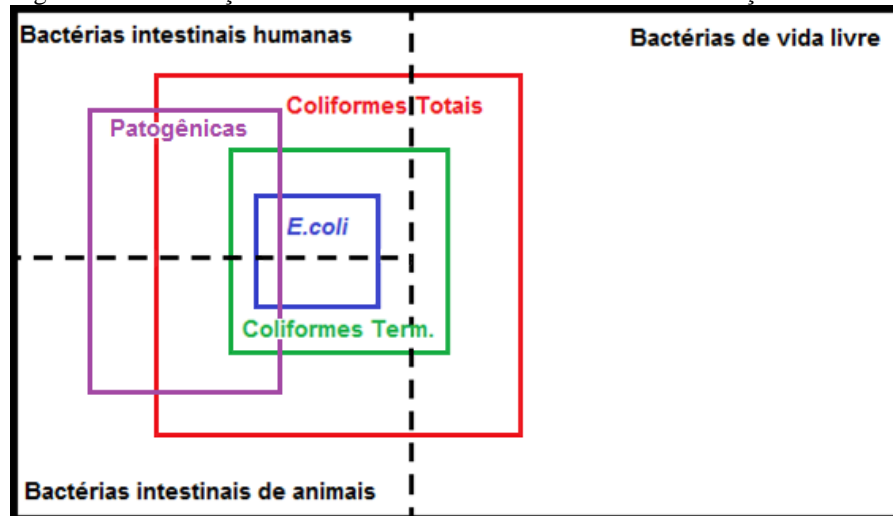 Bactérias intestinais humanas
Bactérias de vida livre
Coliformes Totais
Patogênicas
E.coli
Coliformes Term.
Bactérias intestinais de animais